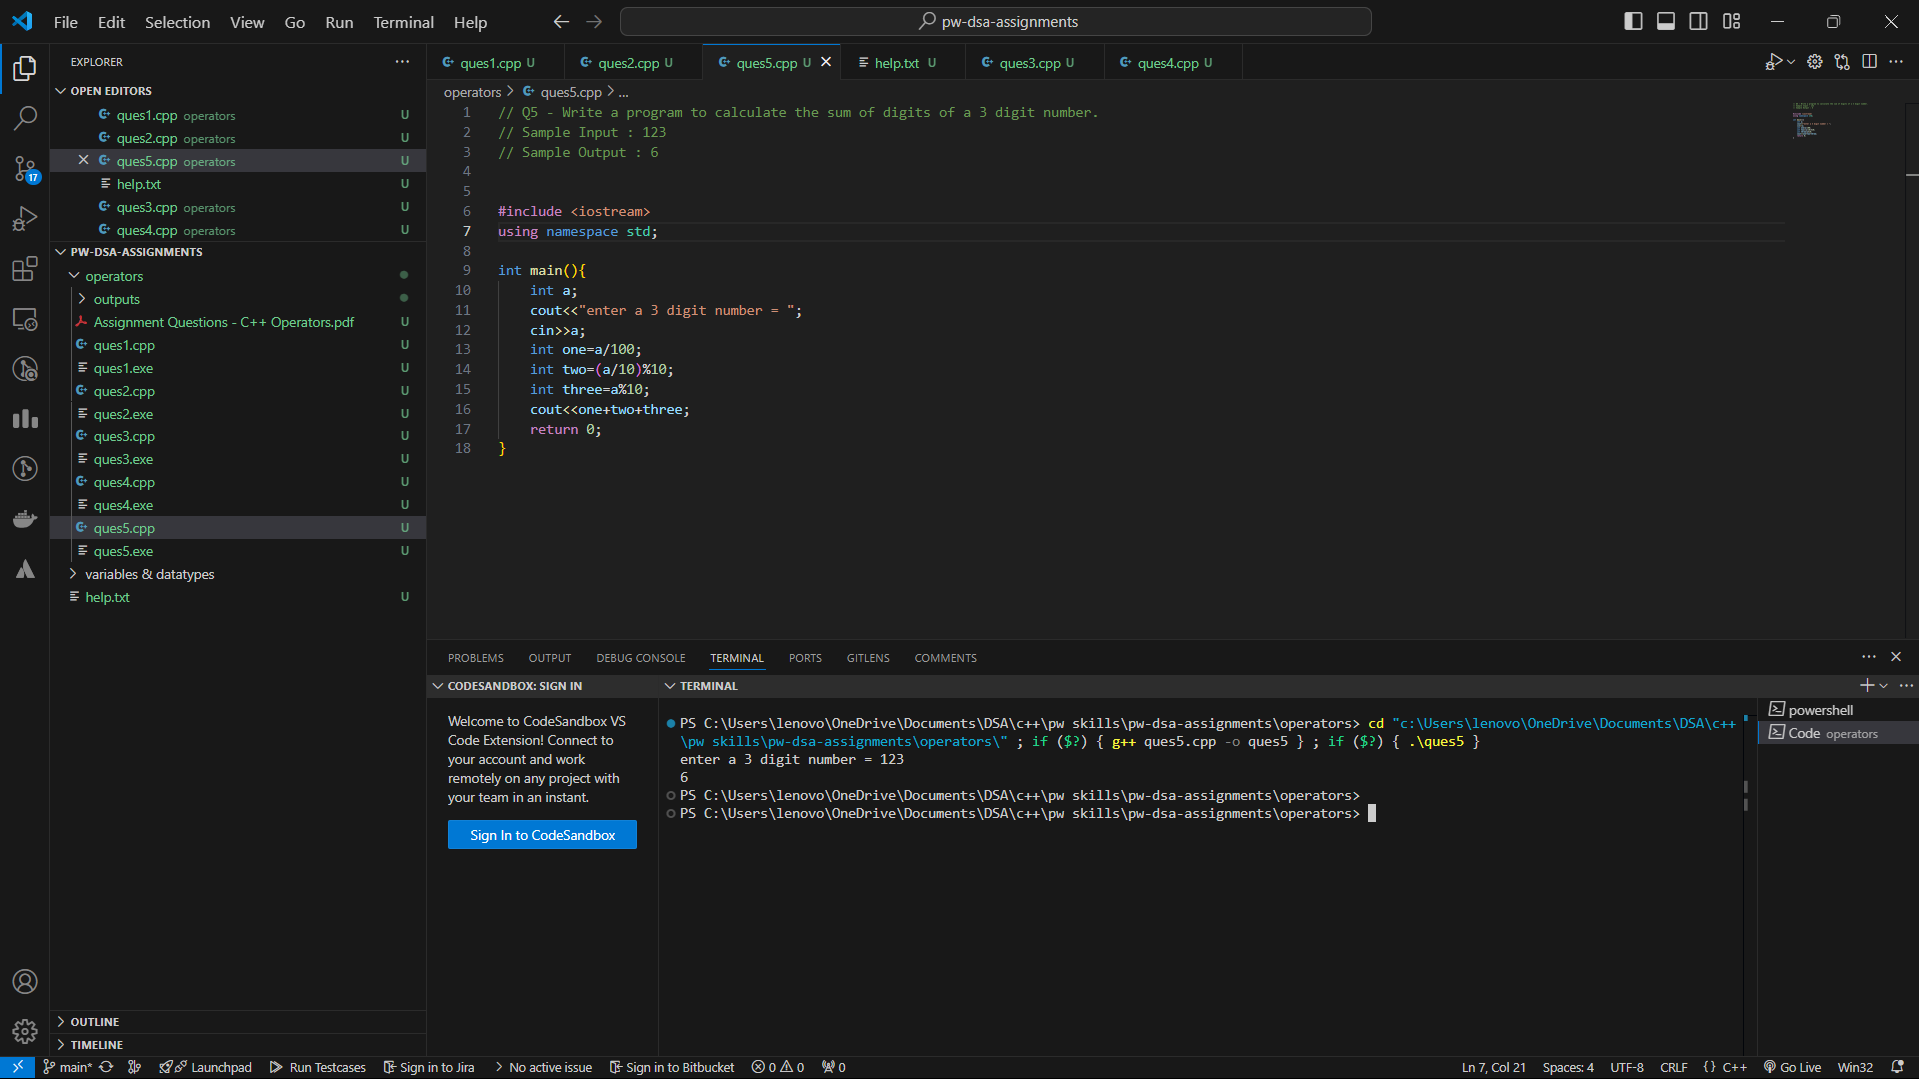 File Edit Selection View Go Run Terminal Help
pw-dsa-assignments
EXPLORER
OPEN EDITORS
ques1.cpp operators U
ques2.cpp operators U
ques5.cpp operators U
help.txt U
ques3.cpp operators U
ques4.cpp operators U
PW-DSA-ASSIGNMENTS
operators
outputs
Assignment Questions - C++ Operators.pdf U
ques1.cpp U
ques1.exe U
ques2.cpp U
ques2.exe U
ques3.cpp U
ques3.exe U
ques4.cpp U
ques4.exe U
ques5.cpp U
ques5.exe U
variables & datatypes
help.txt U
OUTLINE
TIMELINE
17
ques1.cpp U ques2.cpp U ques5.cpp U help.txt U ques3.cpp U ques4.cpp U
operators > ques5.cpp > ...
1 // Q5 - Write a program to calculate the sum of digits of a 3 digit number.
2 // Sample Input : 123
3 // Sample Output : 6
4
5
6 #include <iostream>
7 using namespace std;
8
9 int main(){
10 int a;
11 cout<<"enter a 3 digit number = ";
12 cin>>a;
13 int one=a/100;
14 int two=(a/10)%10;
15 int three=a%10;
16 cout<<one+two+three;
17 return 0;
18 }
PROBLEMS OUTPUT DEBUG CONSOLE TERMINAL PORTS GITLENS COMMENTS
CODESANDBOX: SIGN IN
Welcome to CodeSandbox VS
Code Extension! Connect to
your account and work
remotely on any project with
your team in an instant.
Sign In to CodeSandbox
TERMINAL
PS C:\Users\lenovo\OneDrive\Documents\DSA\c++\pw skills\pw-dsa-assignments\operators> cd "c:\Users\lenovo\OneDrive\Documents\DSA\c++
\pw skills\pw-dsa-assignments\operators\" ; if ($?) { g++ ques5.cpp -o ques5 } ; if ($?) { .\ques5 }
enter a 3 digit number = 123
6
PS C:\Users\lenovo\OneDrive\Documents\DSA\c++\pw skills\pw-dsa-assignments\operators>
PS C:\Users\lenovo\OneDrive\Documents\DSA\c++\pw skills\pw-dsa-assignments\operators>
powershell
Code operators
main* Launchpad Run Testcases Sign in to Jira No active issue Sign in to Bitbucket 0 0 0 Ln 7, Col 21 Spaces: 4 UTF-8 CRLF {} C++ Go Live Win32